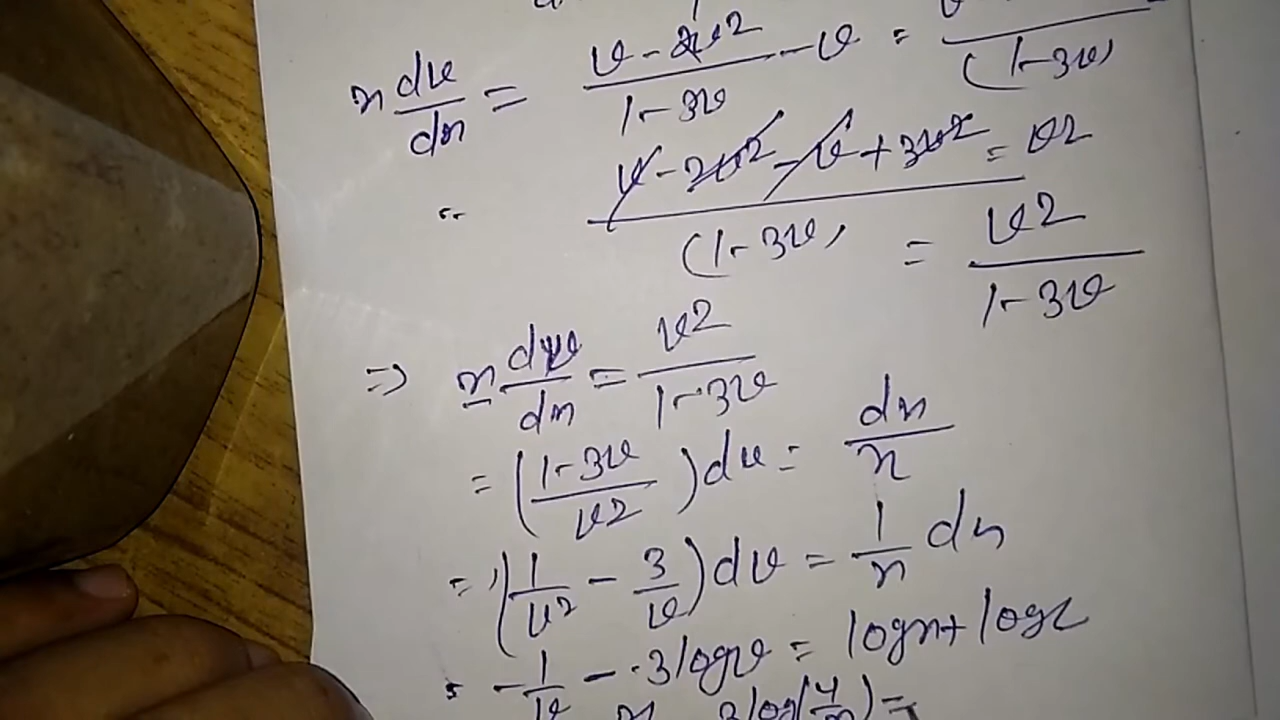 x dv/dx = (v - 2v²)/(1-3v) - v = /(1-3v)
(v - 2v² - v + 3v²)/(1-3v) = v2
= v2/(1-3v)
=> x dv/dx = v2/(1-3v)
= ((1-3v)/v2) dv = dx/x
= (1/v² - 3/v) dv = 1/x dx
= -1/v - 3logv = logx + logc
3log(y/x) =